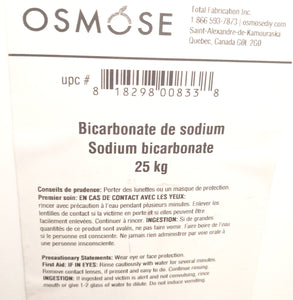 OSMOSE
Total Fabrication Inc.
1 866 593-7873 | osmosediy.com
Saint-Alexandre-de-Kamouraska
Quebec, Canada G0L 2G0
upc #
8 18298 00833 8
Bicarbonate de sodium
Sodium bicarbonate
25 kg
Conseils de prudence: Porter des lunettes ou un masque de protection
Premier soin: EN CAS DE CONTACT AVEC LES YEUX:
rincer avec précaution à l'eau pendant plusieurs minutes. Enlever les
lentilles de contact si la victime en porte et si elles peuvent être
facilement enlevées. Continuer à rincer. INGESTION: Si de grandes
quantités de ce produit sont avalées, ne pas faire vomir. Faire boire de l'eau
si la personne est consciente. Ne jamais rien administrer par voie orale à
une personne inconsciente.
Precautionary Statements: Wear eye or face protection.
First Aid: IF IN EYES: Rinse cautiously with water for several minutes.
Remove contact lenses, if present and easy to do. Continue rinsing.
INGESTION: If ingested and victim is alert and not convulsing, rince
mouth or give 1-2 glass of water to dilute. Do not induce vomiting.